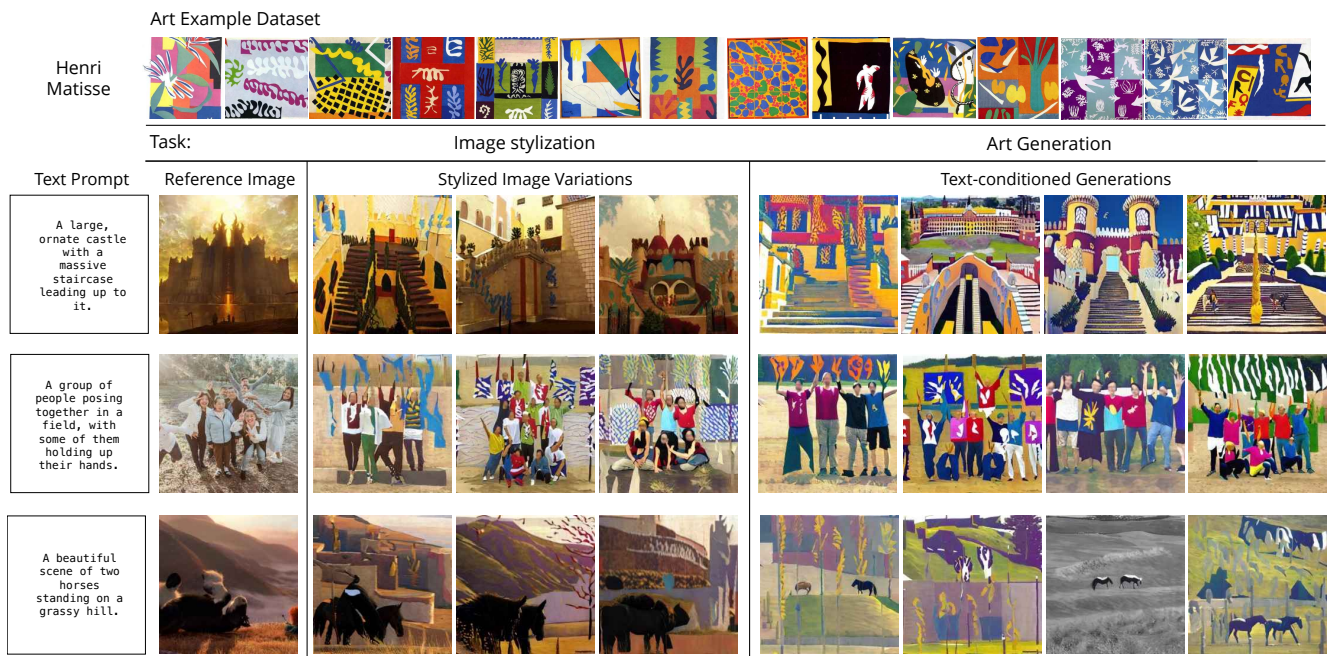 Art Example Dataset
Henri
Matisse
Task:
Image stylization
Art Generation
Text Prompt
Reference Image
Stylized Image Variations
Text-conditioned Generations
A large,
ornate castle
with a
massive
staircase
leading up to
it.
A group of
people posing
together in a
field, with
some of them
holding up
their hands.
A beautiful
scene of two
horses
standing on a
grassy hill.